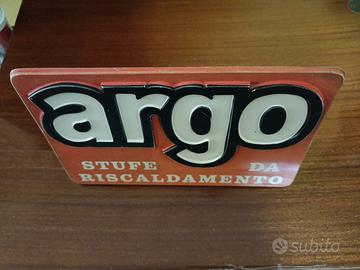 argo
STUFE DA
RISCALDAMENTO
subito